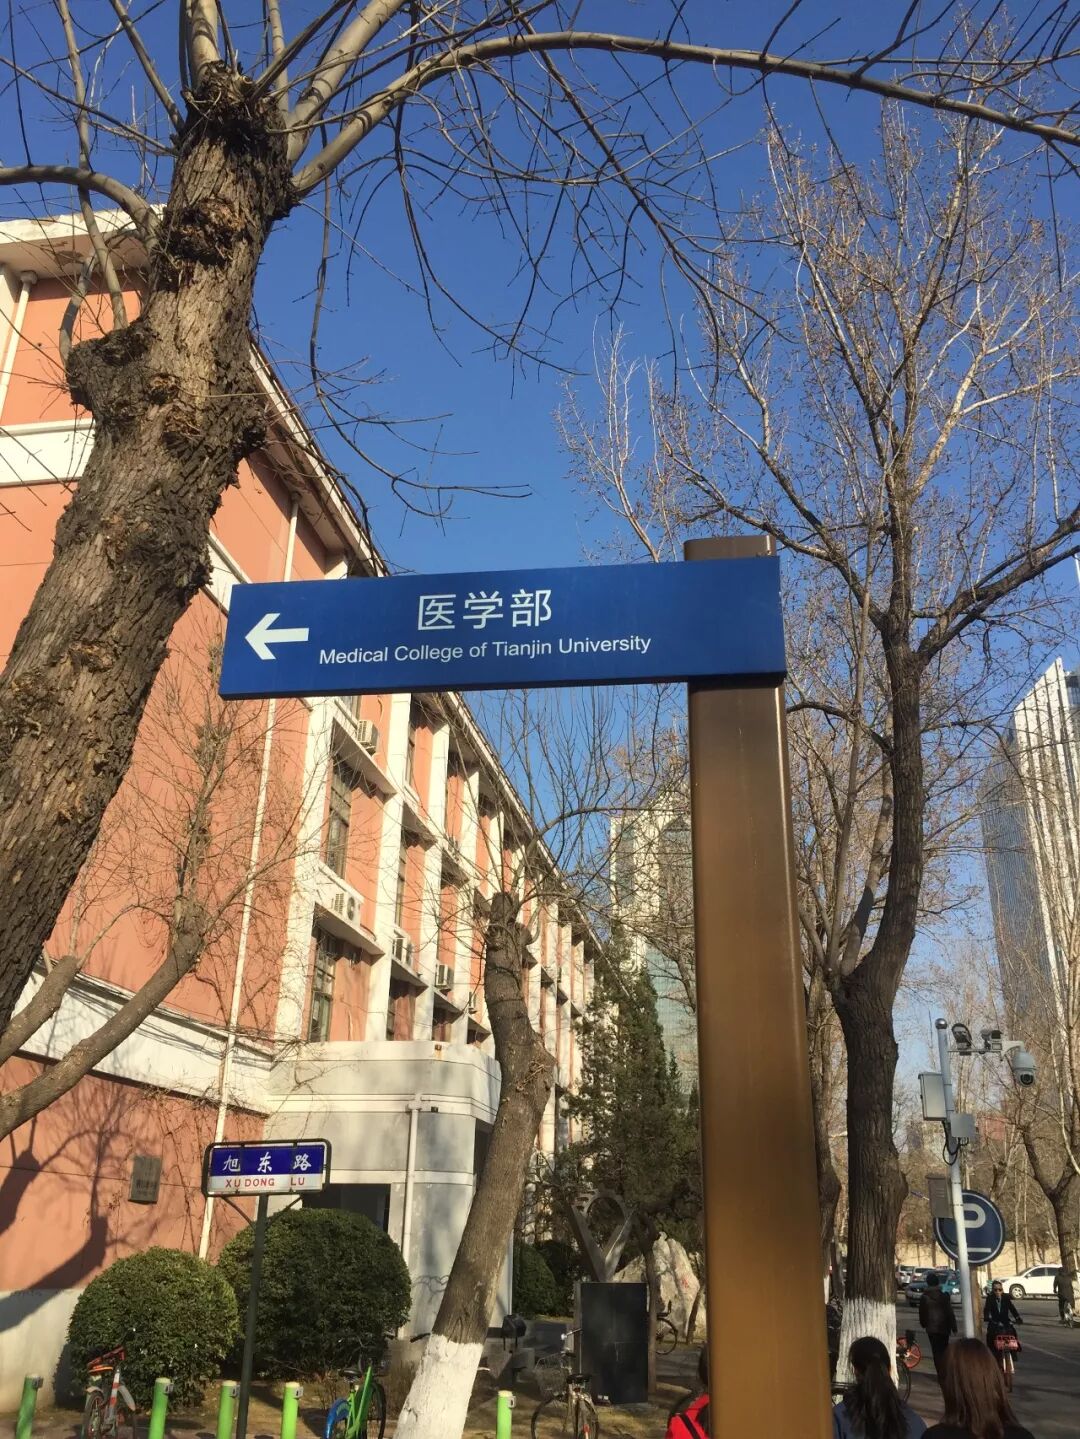 医学部
Medical College of Tianjin University
旭东路
XU DONG LU
P